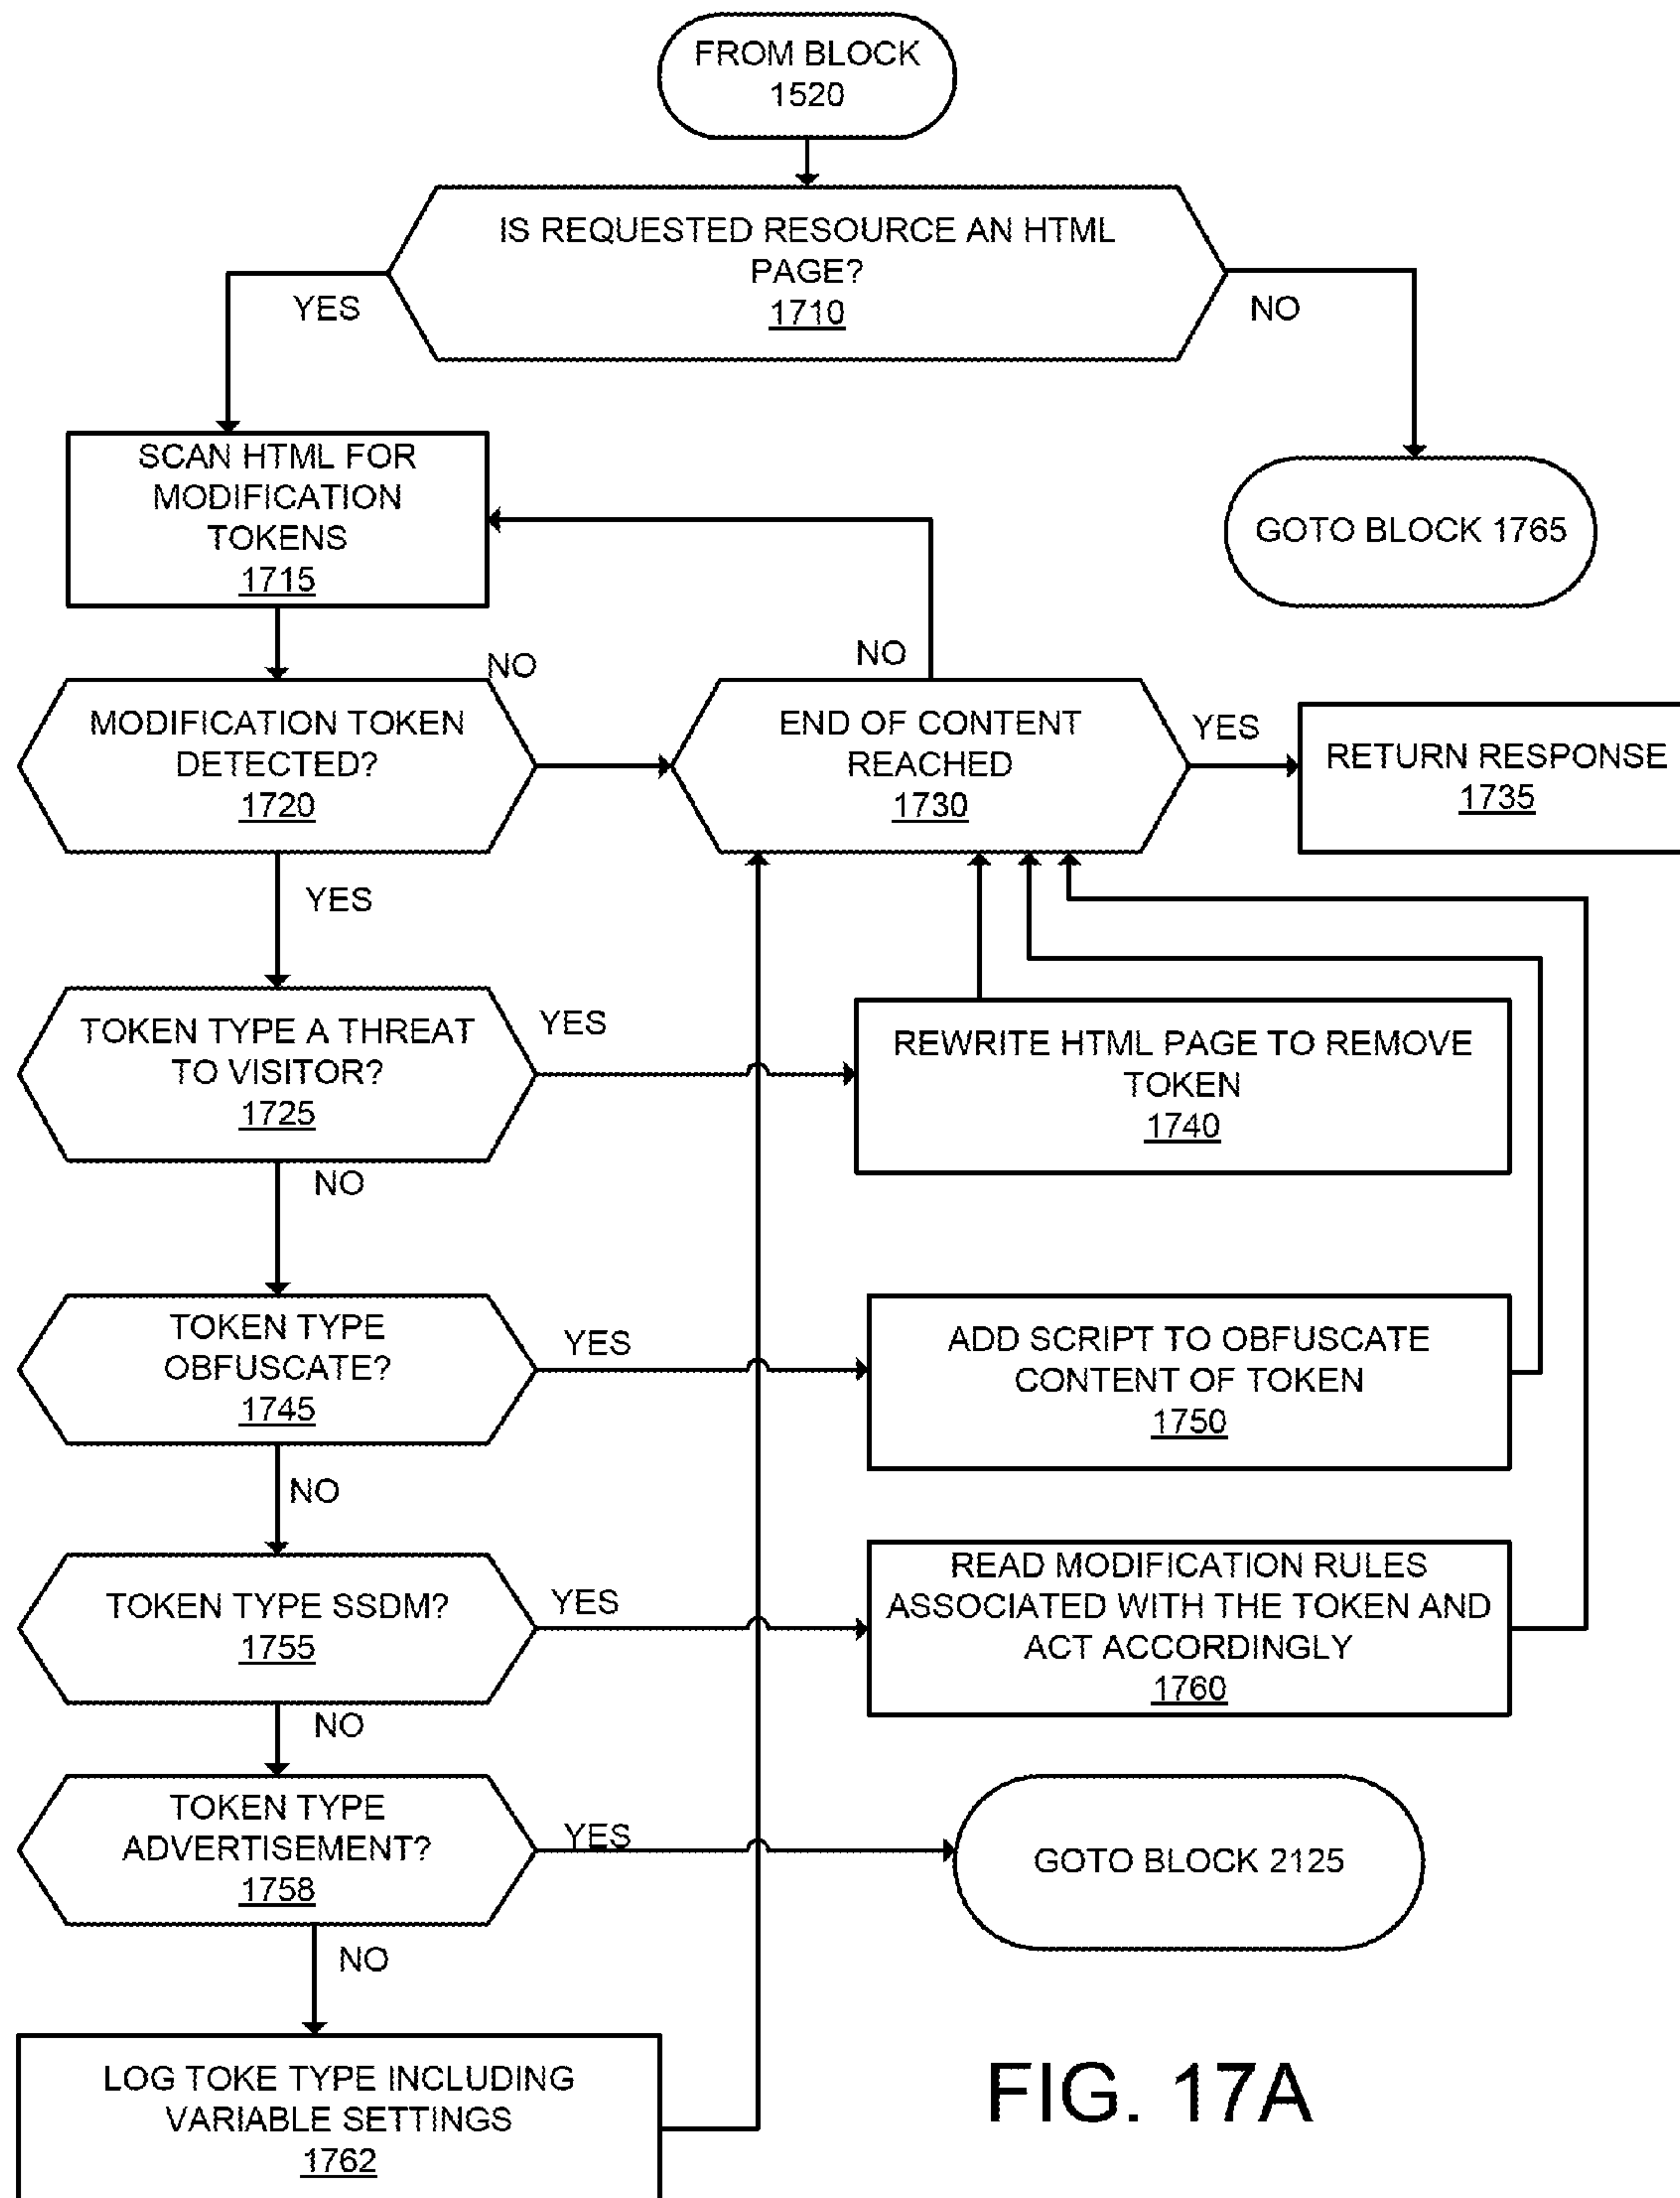 FROM BLOCK
1520
IS REQUESTED RESOURCE AN HTML
PAGE?
1710
YES
NO
SCAN HTML FOR
MODIFICATION
TOKENS
1715
GOTO BLOCK 1765
NO
NO
MODIFICATION TOKEN
DETECTED?
1720
END OF CONTENT
REACHED
1730
YES
RETURN RESPONSE
1735
YES
TOKEN TYPE A THREAT
TO VISITOR?
1725
YES
REWRITE HTML PAGE TO REMOVE
TOKEN
1740
NO
TOKEN TYPE
OBFUSCATE?
1745
YES
ADD SCRIPT TO OBFUSCATE
CONTENT OF TOKEN
1750
NO
TOKEN TYPE SSDM?
1755
YES
READ MODIFICATION RULES
ASSOCIATED WITH THE TOKEN AND
ACT ACCORDINGLY
1760
NO
TOKEN TYPE
ADVERTISEMENT?
1758
YES
GOTO BLOCK 2125
NO
LOG TOKE TYPE INCLUDING
VARIABLE SETTINGS
1762
FIG. 17A